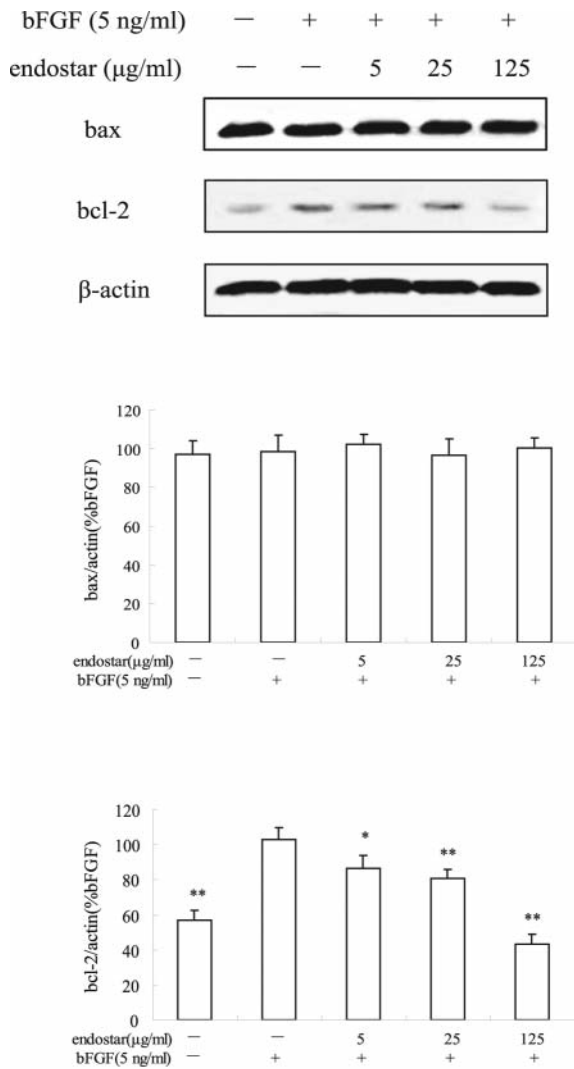 bFGF (5 ng/ml) — + + + +
endostar (μg/ml) — — 5 25 125
bax
bcl-2
β-actin
bax/actin(%bFGF)
120
100
80
60
40
20
0
endostar(μg/ml) — — 5 25 125
bFGF(5 ng/ml) — + + + +
bcl-2/actin(%bFGF)
120
100
80
60
40
20
0
** * ** **
endostar(μg/ml) — — 5 25 125
bFGF(5 ng/ml) — + + + +